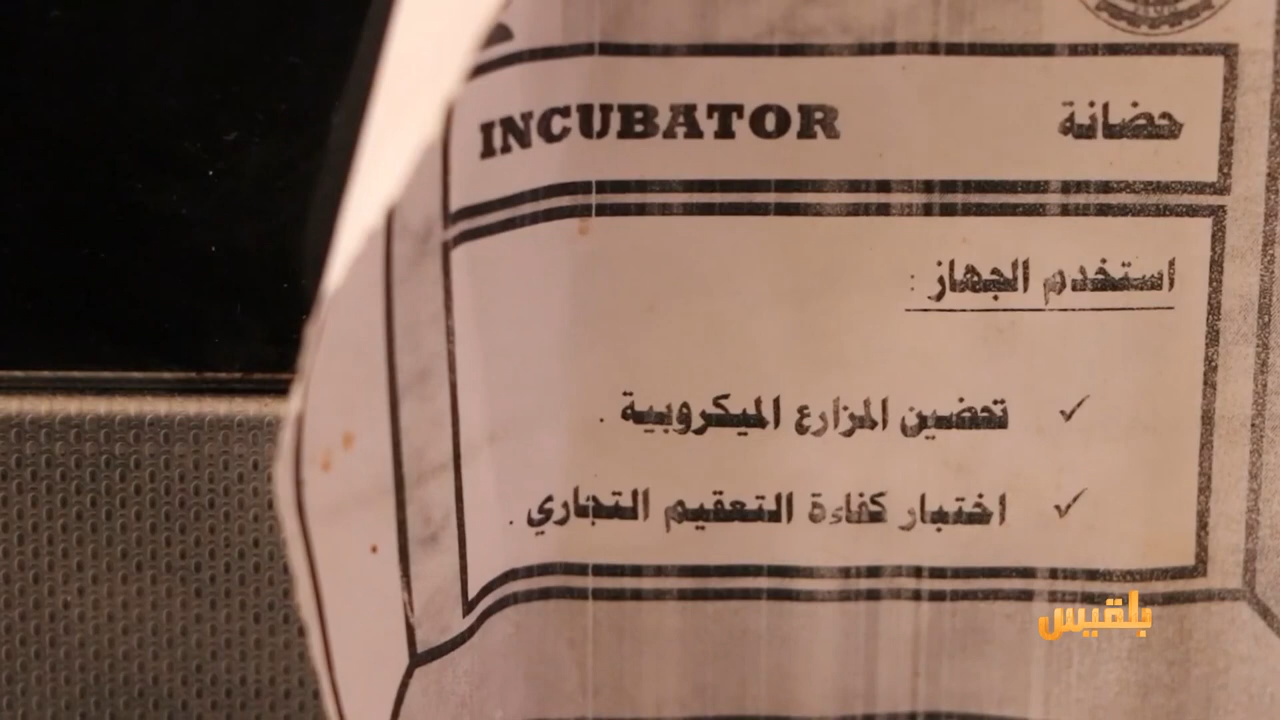 حضانة INCUBATOR
استخدم الجهاز :
✓ تحضين المزارع الميكروبية .
✓ اختبار كفاءة التعقيم التجاري .
بلقيس